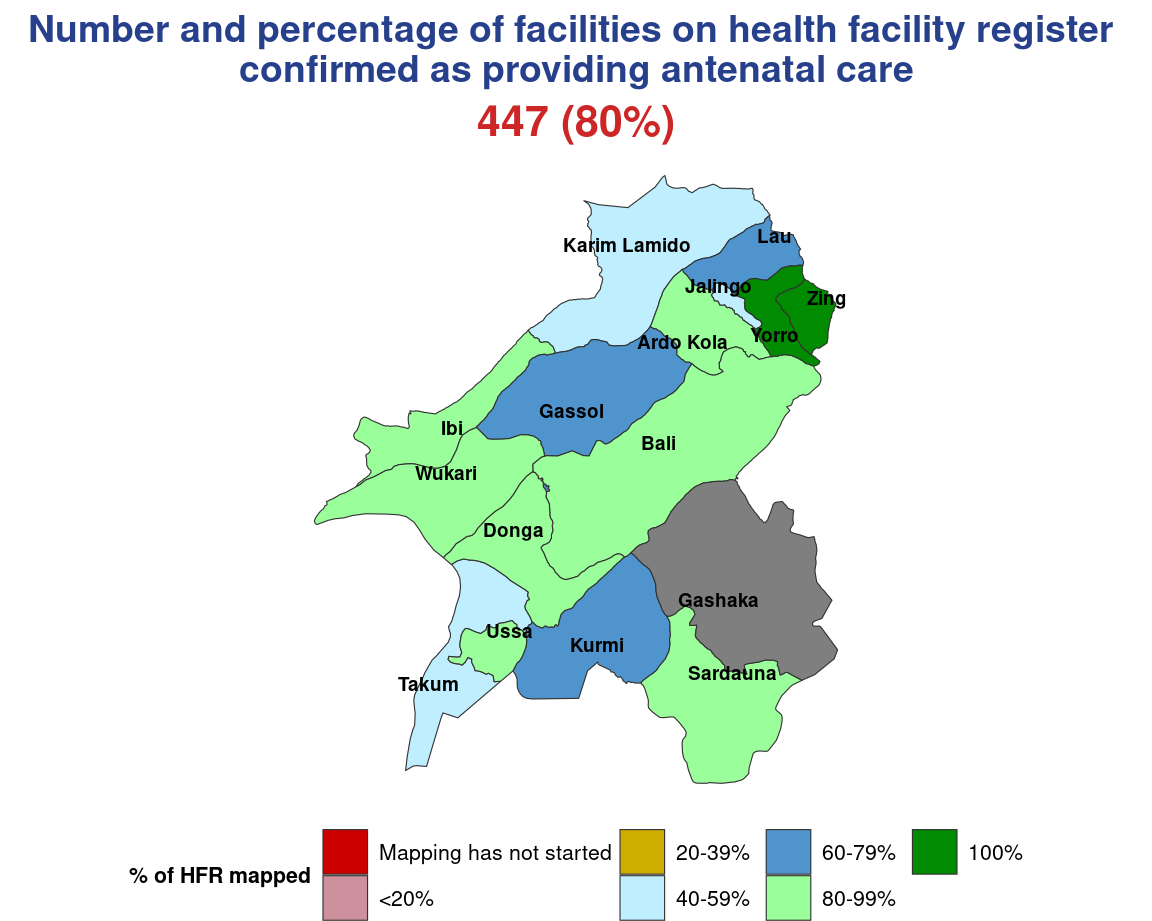 Number and percentage of facilities on health facility register
confirmed as providing antenatal care
447 (80%)
Karim Lamido
Lau
Jalingo
Zing
Yorro
Ardo Kola
Gassol
Ibi
Bali
Wukari
Donga
Gashaka
Ussa
Kurmi
Sardauna
Takum
% of HFR mapped
Mapping has not started
<20%
20-39%
40-59%
60-79%
80-99%
100%